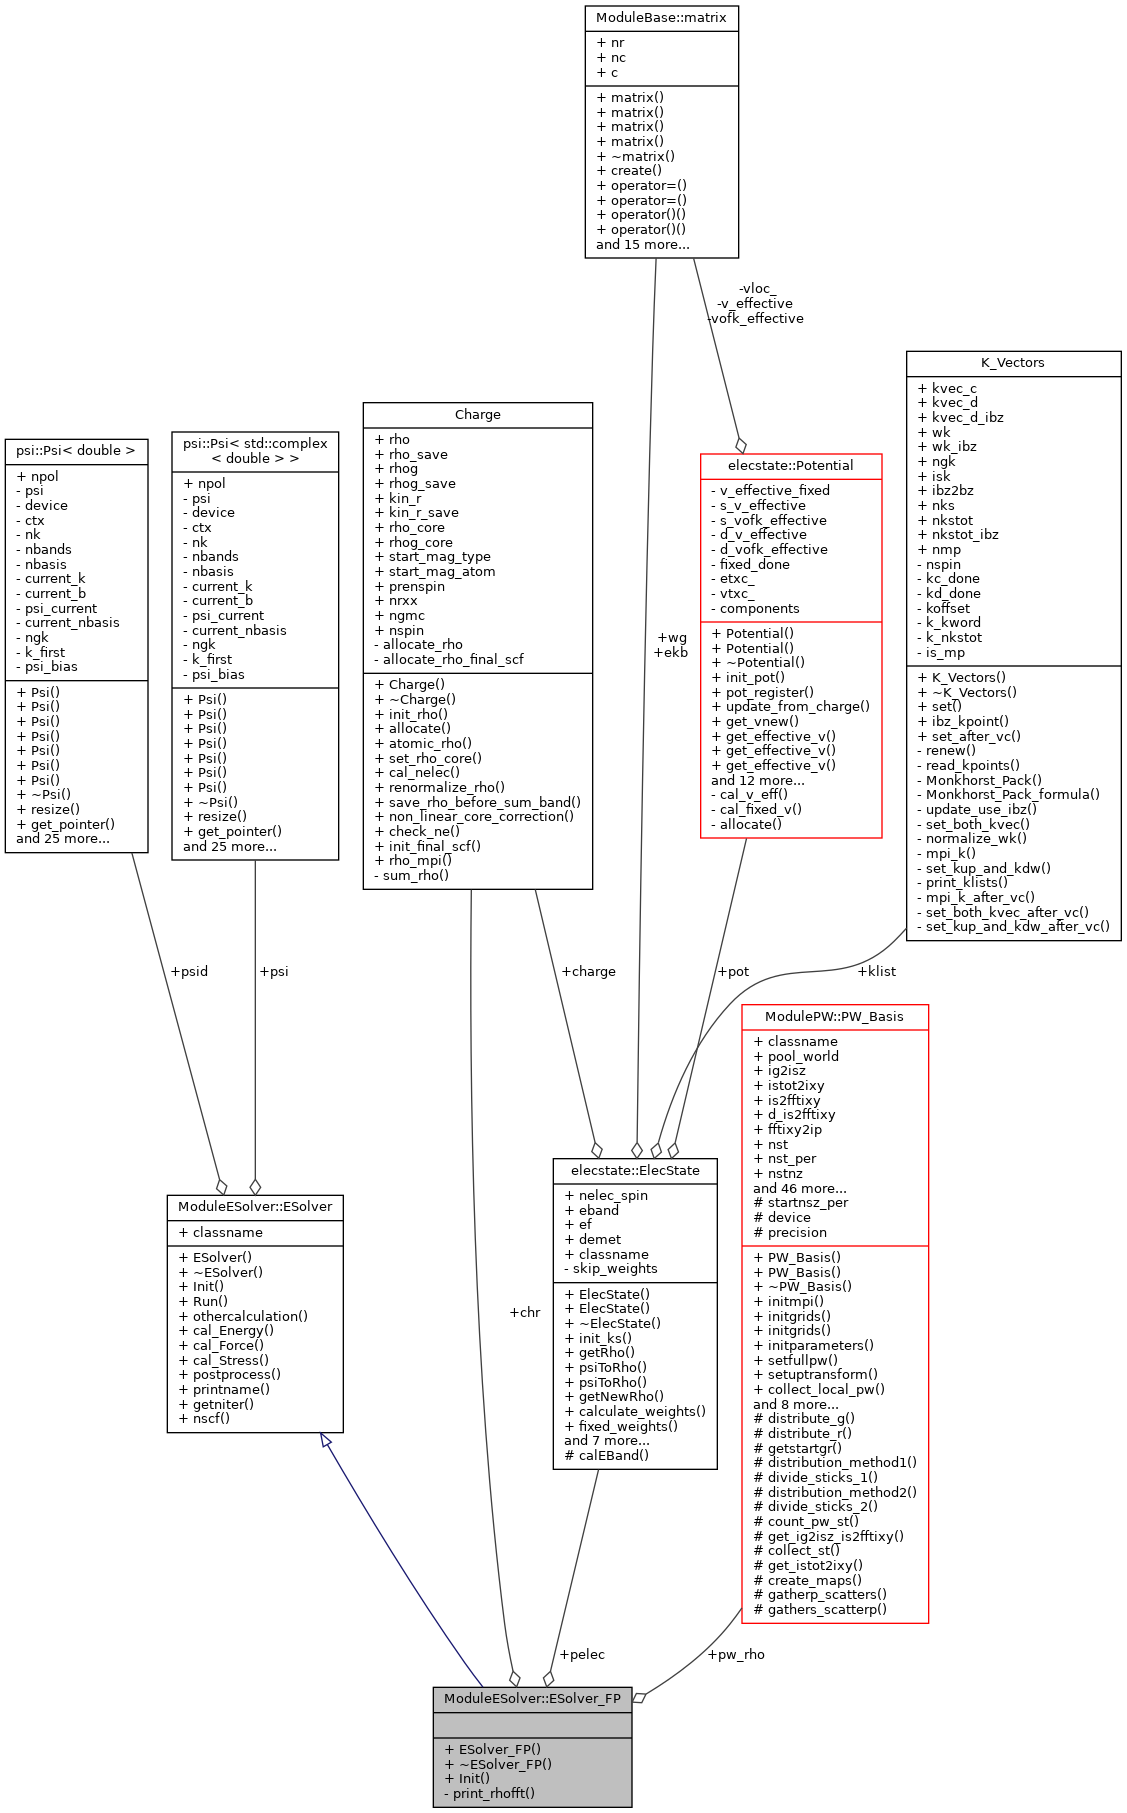 ModuleBase::matrix
+ nr
+ nc
+ c
+ matrix()
+ matrix()
+ matrix()
+ matrix()
+ ~matrix()
+ create()
+ operator=()
+ operator=()
+ operator()()
+ operator()()
and 15 more...
-vloc_
-v_effective
-vofk_effective
K_Vectors
+ kvec_c
+ kvec_d
+ kvec_d_ibz
+ wk
+ wk_ibz
+ ngk
+ isk
+ ibz2bz
+ nks
+ nkstot
+ nkstot_ibz
+ nmp
- nspin
- kc_done
- kd_done
- koffset
- k_kword
- k_nkstot
- is_mp
+ K_Vectors()
+ ~K_Vectors()
+ set()
+ ibz_kpoint()
+ set_after_vc()
- renew()
- read_kpoints()
- Monkhorst_Pack()
- Monkhorst_Pack_formula()
- update_use_ibz()
- set_both_kvec()
- normalize_wk()
- mpi_k()
- set_kup_and_kdw()
- print_klists()
- mpi_k_after_vc()
- set_both_kvec_after_vc()
- set_kup_and_kdw_after_vc()
psi::Psi< double >
+ npol
- psi
- device
- ctx
- nk
- nbands
- nbasis
- current_k
- current_b
- psi_current
- current_nbasis
- ngk
- k_first
- psi_bias
+ Psi()
+ Psi()
+ Psi()
+ Psi()
+ Psi()
+ Psi()
+ Psi()
+ ~Psi()
+ resize()
+ get_pointer()
and 25 more...
psi::Psi< std::complex
< double > >
+ npol
- psi
- device
- ctx
- nk
- nbands
- nbasis
- current_k
- current_b
- psi_current
- current_nbasis
- ngk
- k_first
- psi_bias
+ Psi()
+ Psi()
+ Psi()
+ Psi()
+ Psi()
+ Psi()
+ Psi()
+ ~Psi()
+ resize()
+ get_pointer()
and 25 more...
Charge
+ rho
+ rho_save
+ rhog
+ rhog_save
+ kin_r
+ kin_r_save
+ rho_core
+ rhog_core
+ start_mag_type
+ start_mag_atom
+ prenspin
+ nrxx
+ ngmc
+ nspin
- allocate_rho
- allocate_rho_final_scf
+ Charge()
+ ~Charge()
+ init_rho()
+ allocate()
+ atomic_rho()
+ set_rho_core()
+ cal_nelec()
+ renormalize_rho()
+ save_rho_before_sum_band()
+ non_linear_core_correction()
+ check_ne()
+ init_final_scf()
+ rho_mpi()
- sum_rho()
+wg
+ekb
elecstate::Potential
- v_effective_fixed
- s_v_effective
- s_vofk_effective
- d_v_effective
- d_vofk_effective
- fixed_done
- etxc_
- vtxc_
- components
+ Potential()
+ Potential()
+ ~Potential()
+ init_pot()
+ pot_register()
+ update_from_charge()
+ get_vnew()
+ get_effective_v()
+ get_effective_v()
+ get_effective_v()
and 12 more...
- cal_v_eff()
- cal_fixed_v()
- allocate()
+psid
+psi
+charge
+pot
+klist
ModulePW::PW_Basis
+ classname
+ pool_world
+ ig2isz
+ istot2ixy
+ is2fftixy
+ d_is2fftixy
+ fftixy2ip
+ nst
+ nst_per
+ nstnz
and 46 more...
# startnsz_per
# device
# precision
+ PW_Basis()
+ PW_Basis()
+ ~PW_Basis()
+ initmpi()
+ initgrids()
+ initgrids()
+ initparameters()
+ setfullpw()
+ setuptransform()
+ collect_local_pw()
and 8 more...
# distribute_g()
# distribute_r()
# getstartgr()
# distribution_method1()
# divide_sticks_1()
# distribution_method2()
# divide_sticks_2()
# count_pw_st()
# get_ig2isz_is2fftixy()
# collect_st()
# get_istot2ixy()
# create_maps()
# gatherp_scatters()
# gathers_scatterp()
ModuleESolver::ESolver
+ classname
+ ESolver()
+ ~ESolver()
+ Init()
+ Run()
+ othercalculation()
+ cal_Energy()
+ cal_Force()
+ cal_Stress()
+ postprocess()
+ printname()
+ getniter()
+ nscf()
+chr
elecstate::ElecState
+ nelec_spin
+ eband
+ ef
+ demet
+ classname
- skip_weights
+ ElecState()
+ ElecState()
+ ~ElecState()
+ init_ks()
+ getRho()
+ psiToRho()
+ psiToRho()
+ getNewRho()
+ calculate_weights()
+ fixed_weights()
and 7 more...
# calEBand()
+pelec
+pw_rho
ModuleESolver::ESolver_FP
+ ESolver_FP()
+ ~ESolver_FP()
+ Init()
- print_rhofft()